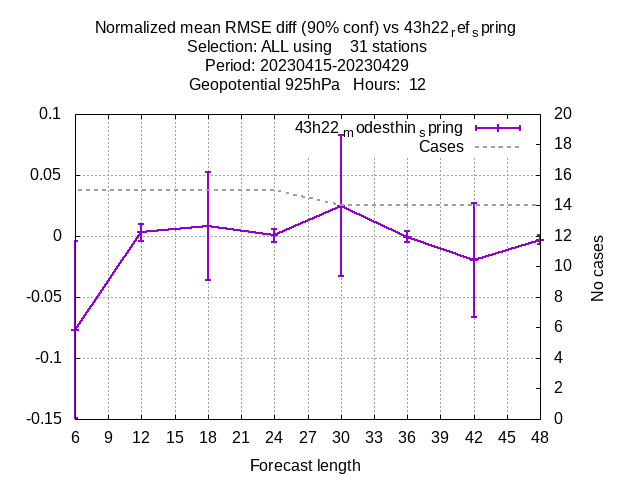 Normalized mean RMSE diff (90% conf) vs 43h22refspring
Selection: ALL using 31 stations
Period: 20230415-20230429
Geopotential 925hPa Hours: 12
43h22modesthinspring
Cases
0.1
0.05
0
-0.05
-0.1
-0.15
20
18
16
14
12
10
8
6
4
2
0
No cases
6 9 12 15 18 21 24 27 30 33 36 39 42 45 48
Forecast length